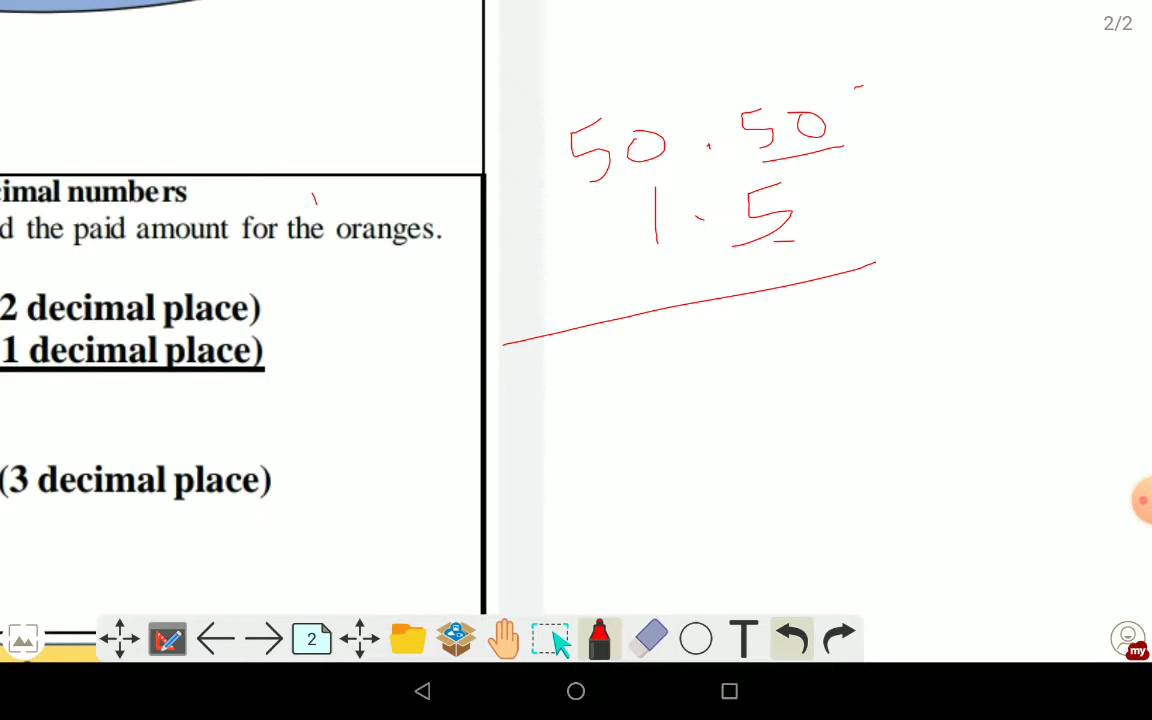 2/2
50.50
1.5
cimal numbers
d the paid amount for the oranges.
2 decimal place)
1 decimal place)
(3 decimal place)
2
T
my